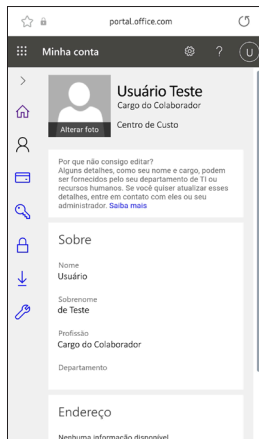 portal.office.com
Minha conta
?
U
Usuário Teste
Cargo do Colaborador
Centro de Custo
Alterar foto
Por que não consigo editar?
Alguns detalhes, como seu nome e cargo, podem
ser fornecidos pelo seu departamento de TI ou
recursos humanos. Se você quiser atualizar esses
detalhes, entre em contato com eles ou seu
administrador. Saiba mais
Sobre
Nome
Usuário
Sobrenome
de Teste
Profissão
Cargo do Colaborador
Departamento
Endereço
Nenhuma informação disponível